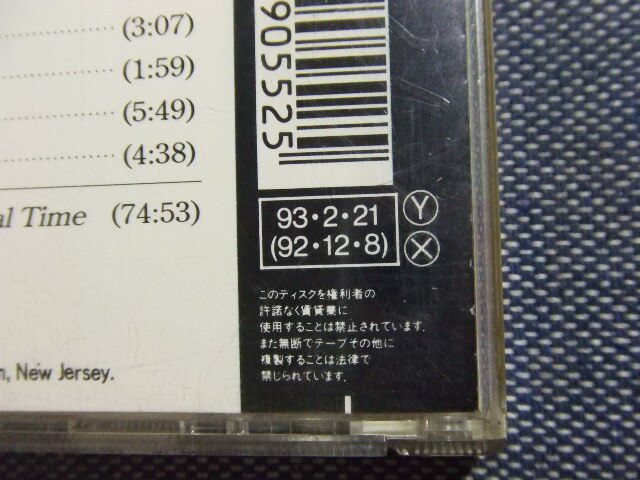 (3:07)
(1:59)
(5:49)
(4:38)
al Time (74:53)
905525
93・2・21 Ⓨ
(92・12・8) Ⓧ
このディスクを権利者の
許諾なく賃貸業に
使用することは禁止されています。
また無断でテープその他に
複製することは法律で
禁じられています。
New Jersey.